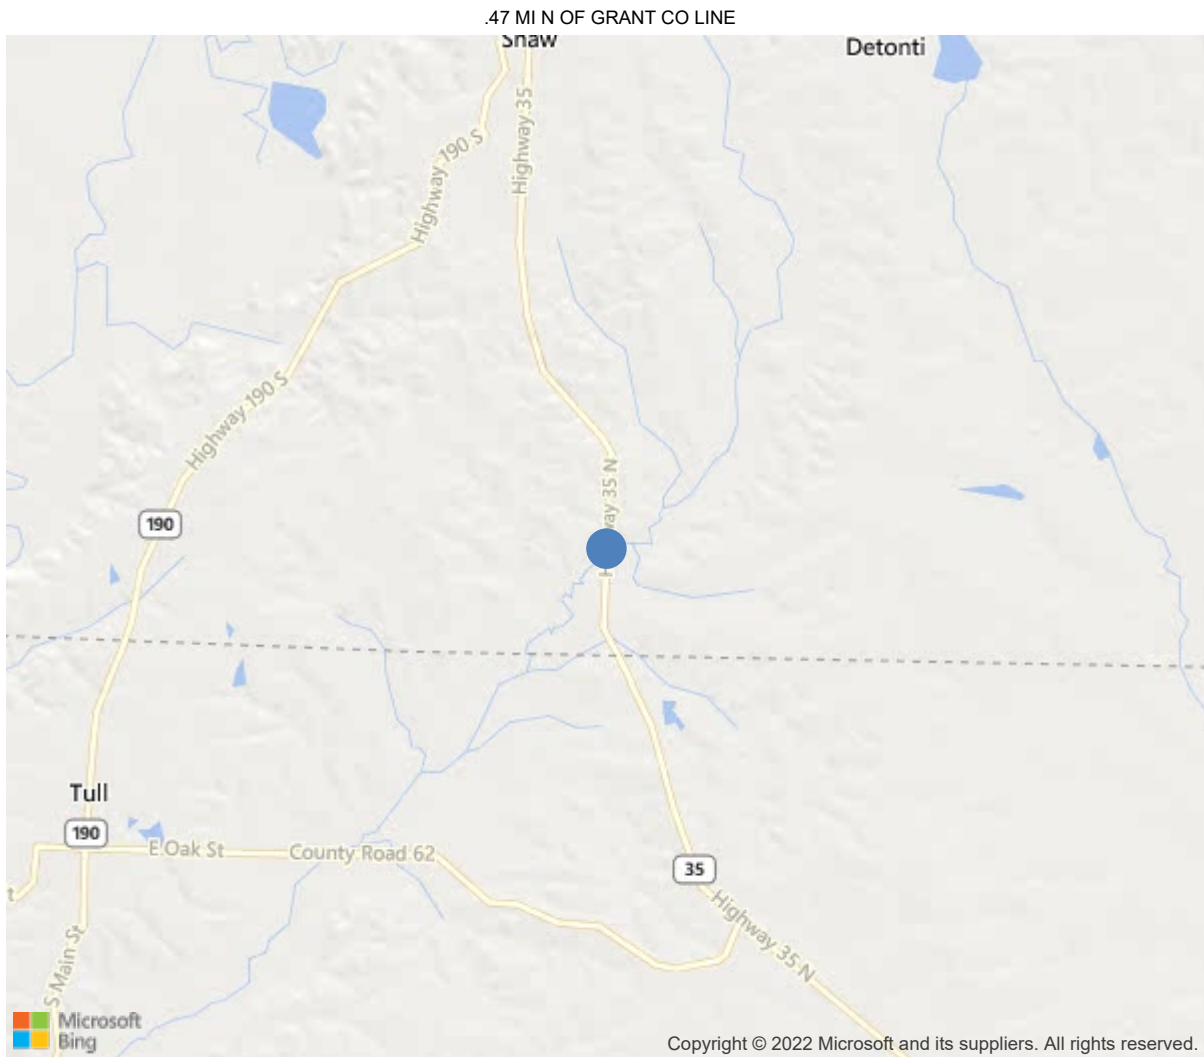 .47 MI N OF GRANT CO LINE
Shaw
Detonti
Highway 35
Highway 190 S
Highway 190 S
way 35 N
190
Tull
190
E Oak St
County Road 62
35
t
Highway 35 N
S Main St
Microsoft
Bing
Copyright © 2022 Microsoft and its suppliers. All rights reserved.